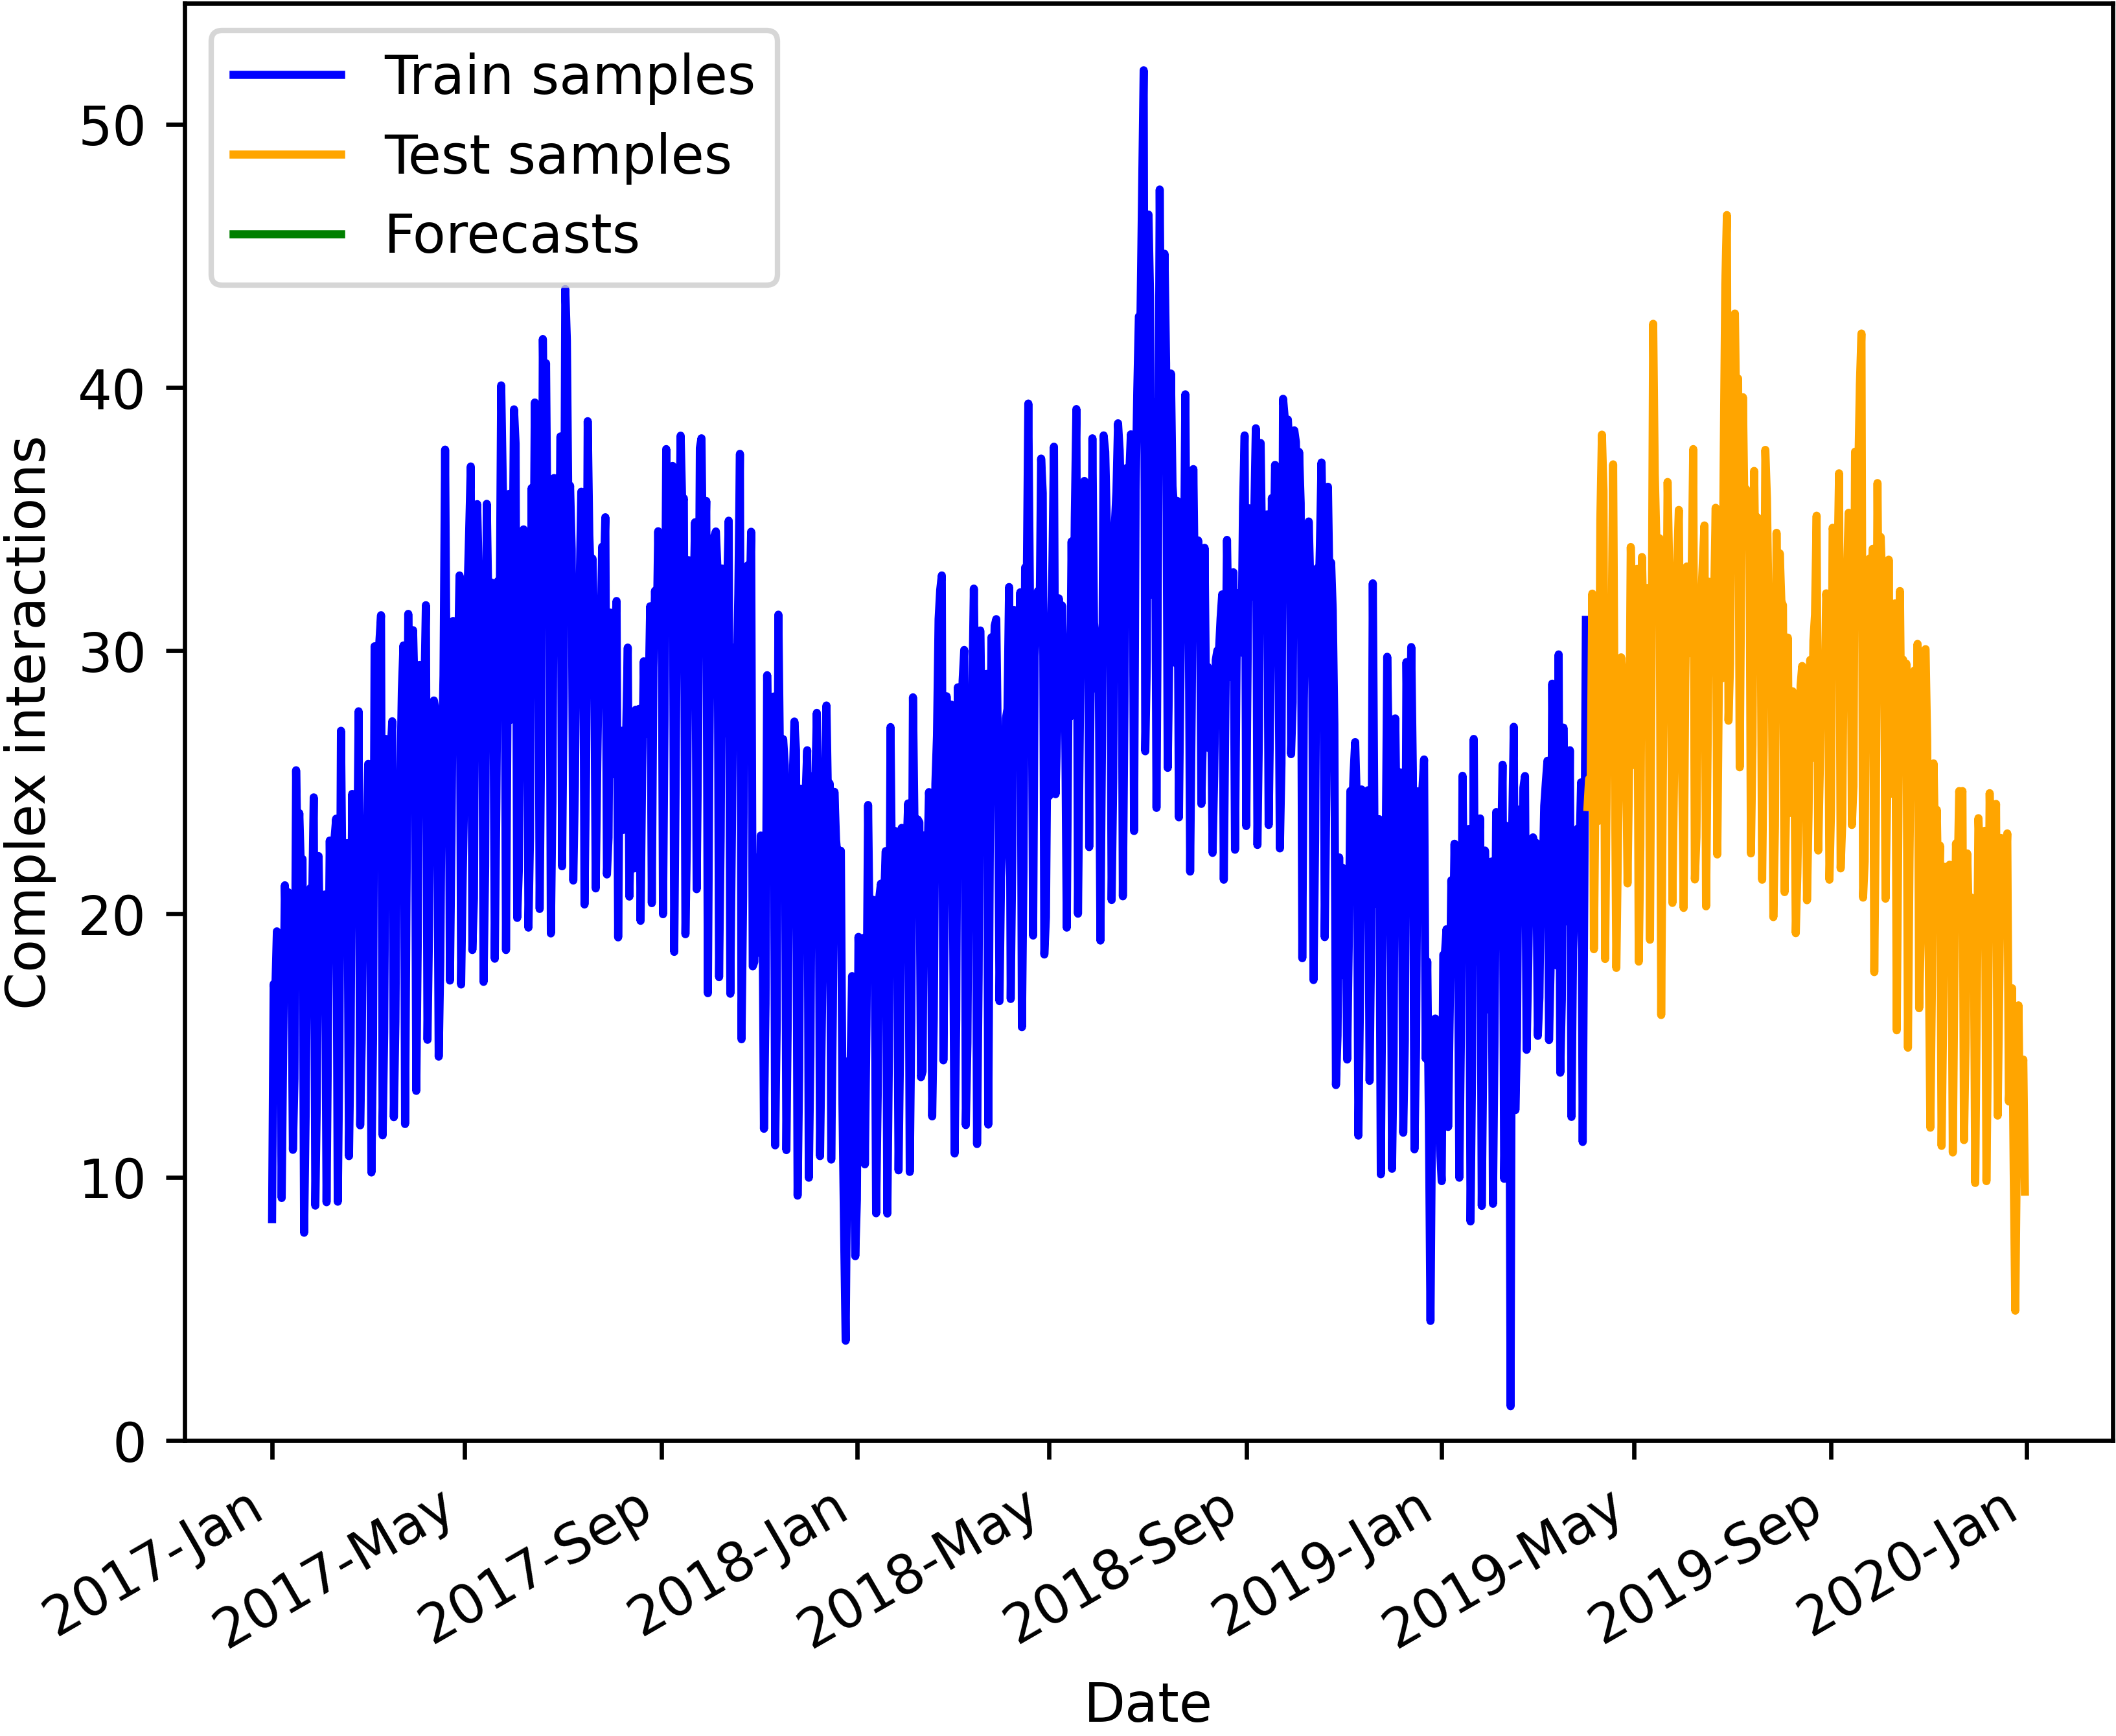 Train samples
Test samples
Forecasts
50
40
30
20
10
0
Complex interactions
2017-Jan
2017-May
2017-Sep
2018-Jan
2018-May
2018-Sep
2019-Jan
2019-May
2019-Sep
2020-Jan
Date